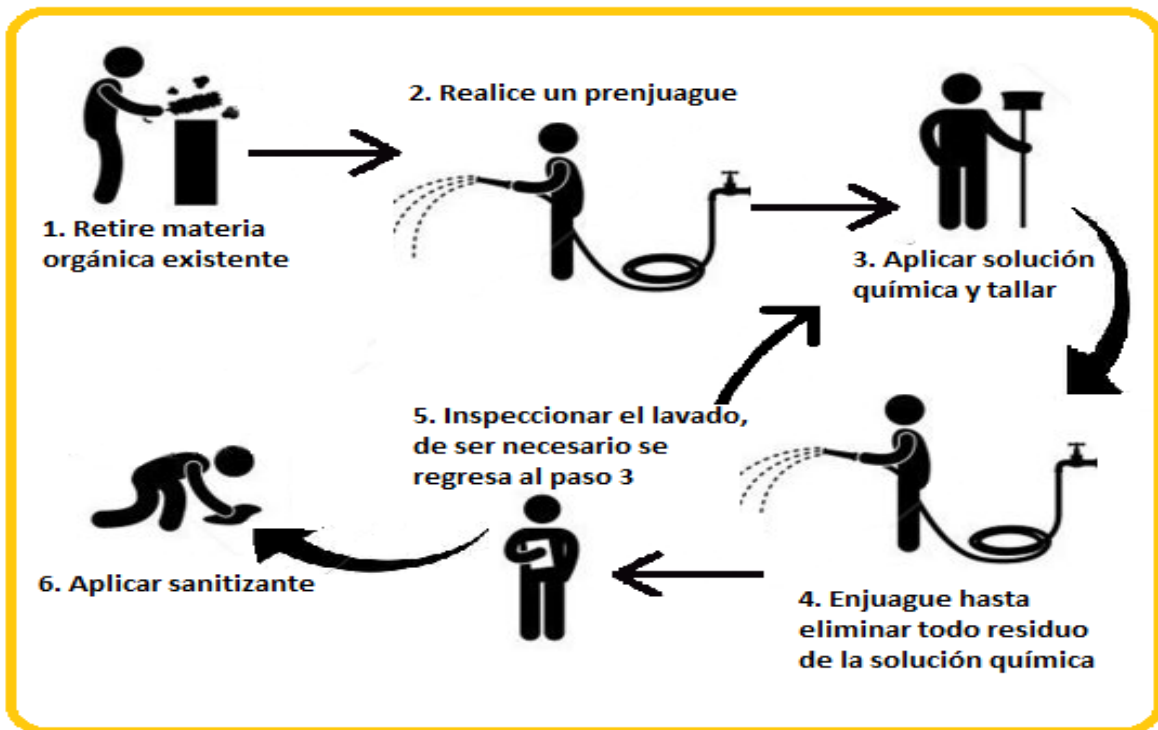 1. Retire materia
orgánica existente
2. Realice un prenjuague
3. Aplicar solución
química y tallar
4. Enjuague hasta
eliminar todo residuo
de la solución química
5. Inspeccionar el lavado,
de ser necesario se
regresa al paso 3
6. Aplicar sanitizante